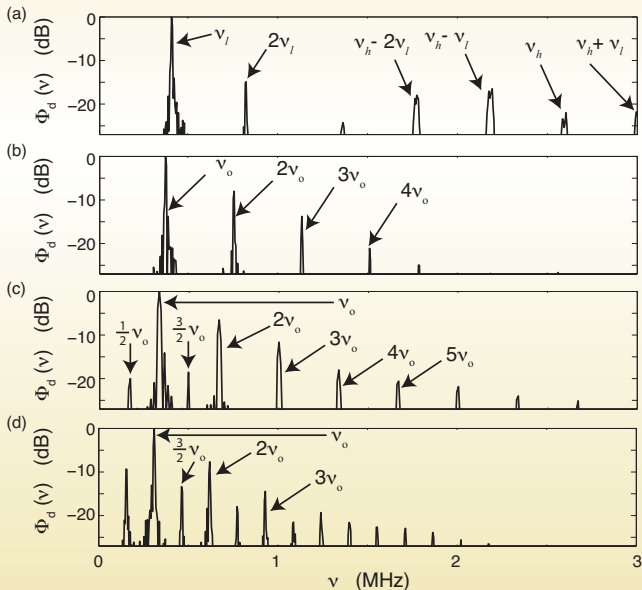 (a)
Φd (ν) (dB)
0
−10
−20
νl
2νl
νh- 2νl
νh- νl
νh
νh+ νl
(b)
Φd (ν) (dB)
0
−10
−20
νo
2νo
3νo
4νo
(c)
Φd (ν) (dB)
0
−10
−20
1/2 νo
3/2 νo
νo
2νo
3νo
4νo
5νo
(d)
Φd (ν) (dB)
0
−10
−20
3/2 νo
2νo
νo
3νo
0 1 2 3
ν (MHz)